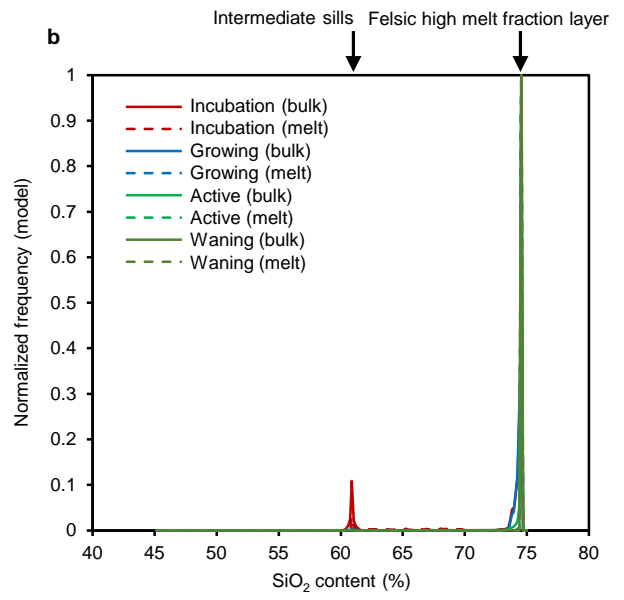 Intermediate sills
Felsic high melt fraction layer
b
1
0.9
0.8
0.7
0.6
0.5
0.4
0.3
0.2
0.1
0
Normalized frequency (model)
Incubation (bulk)
Incubation (melt)
Growing (bulk)
Growing (melt)
Active (bulk)
Active (melt)
Waning (bulk)
Waning (melt)
40 45 50 55 60 65 70 75 80
SiO₂ content (%)